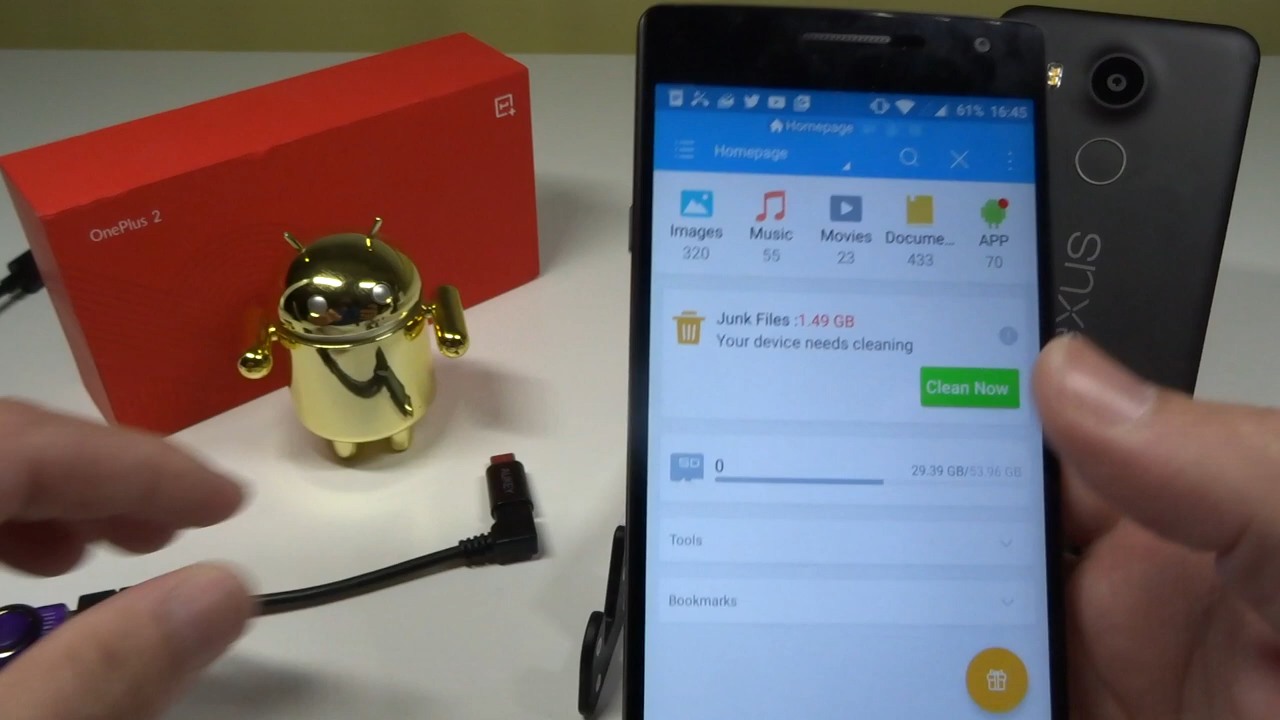 OnePlus 2
61% 16:45
Homepage
Homepage
Images
320
Music
55
Movies
23
Docume...
433
APP
70
Junk Files :1.49 GB
Your device needs cleaning
Clean Now
SD
0
29.39 GB/53.96 GB
Tools
Bookmarks
AUKEY